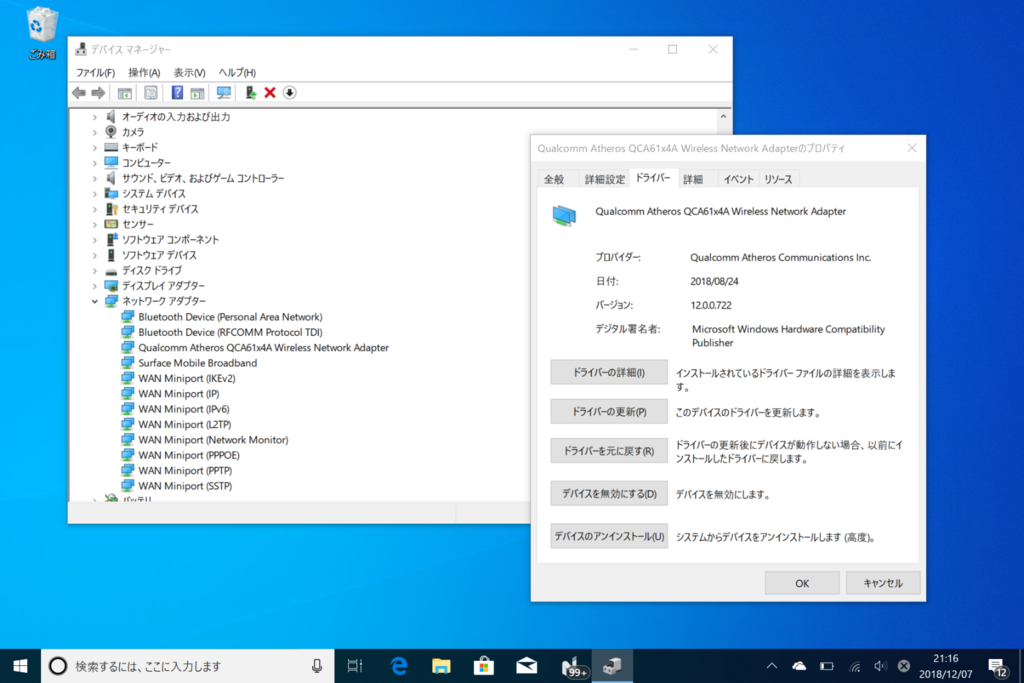 ごみ箱
デバイス マネージャー
ファイル(F) 操作(A) 表示(V) ヘルプ(H)
オーディオの入力および出力
カメラ
キーボード
コンピューター
サウンド、ビデオ、およびゲーム コントローラー
システム デバイス
セキュリティ デバイス
センサー
ソフトウェア コンポーネント
ソフトウェア デバイス
ディスク ドライブ
ディスプレイ アダプター
ネットワーク アダプター
Bluetooth Device (Personal Area Network)
Bluetooth Device (RFCOMM Protocol TDI)
Qualcomm Atheros QCA61x4A Wireless Network Adapter
Surface Mobile Broadband
WAN Miniport (IKEv2)
WAN Miniport (IP)
WAN Miniport (IPv6)
WAN Miniport (L2TP)
WAN Miniport (Network Monitor)
WAN Miniport (PPPOE)
WAN Miniport (PPTP)
WAN Miniport (SSTP)
バッテリ
Qualcomm Atheros QCA61x4A Wireless Network Adapterのプロパティ
全般 詳細設定 ドライバー 詳細 イベント リソース
Qualcomm Atheros QCA61x4A Wireless Network Adapter
プロバイダー: Qualcomm Atheros Communications Inc.
日付: 2018/08/24
バージョン: 12.0.0.722
デジタル署名者: Microsoft Windows Hardware Compatibility
Publisher
ドライバーの詳細(I) インストールされているドライバー ファイルの詳細を表示しま
す。
ドライバーの更新(P) このデバイスのドライバーを更新します。
ドライバーを元に戻す(R) ドライバーの更新後にデバイスが動作しない場合、以前にイ
ンストールしたドライバーに戻します。
デバイスを無効にする(D) デバイスを無効にします。
デバイスのアンインストール(U) システムからデバイスをアンインストールします (高度)。
OK キャンセル
検索するには、ここに入力します
99+
21:16
2018/12/07
12